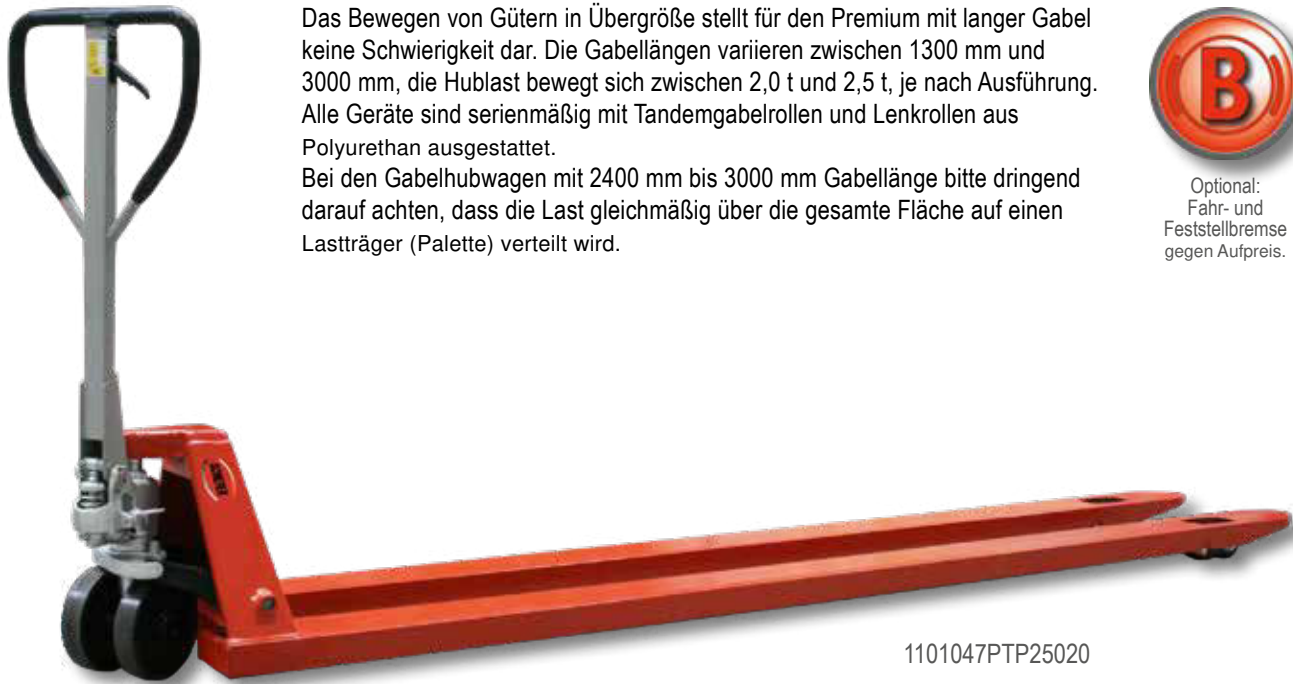 Das Bewegen von Gütern in Übergröße stellt für den Premium mit langer Gabel
keine Schwierigkeit dar. Die Gabellängen variieren zwischen 1300 mm und
3000 mm, die Hublast bewegt sich zwischen 2,0 t und 2,5 t, je nach Ausführung.
Alle Geräte sind serienmäßig mit Tandemgabelrollen und Lenkrollen aus
Polyurethan ausgestattet.
Bei den Gabelhubwagen mit 2400 mm bis 3000 mm Gabellänge bitte dringend
darauf achten, dass die Last gleichmäßig über die gesamte Fläche auf einen
Lastträger (Palette) verteilt wird.
B
Optional:
Fahr- und
Feststellbremse
gegen Aufpreis.
1101047PTP25020